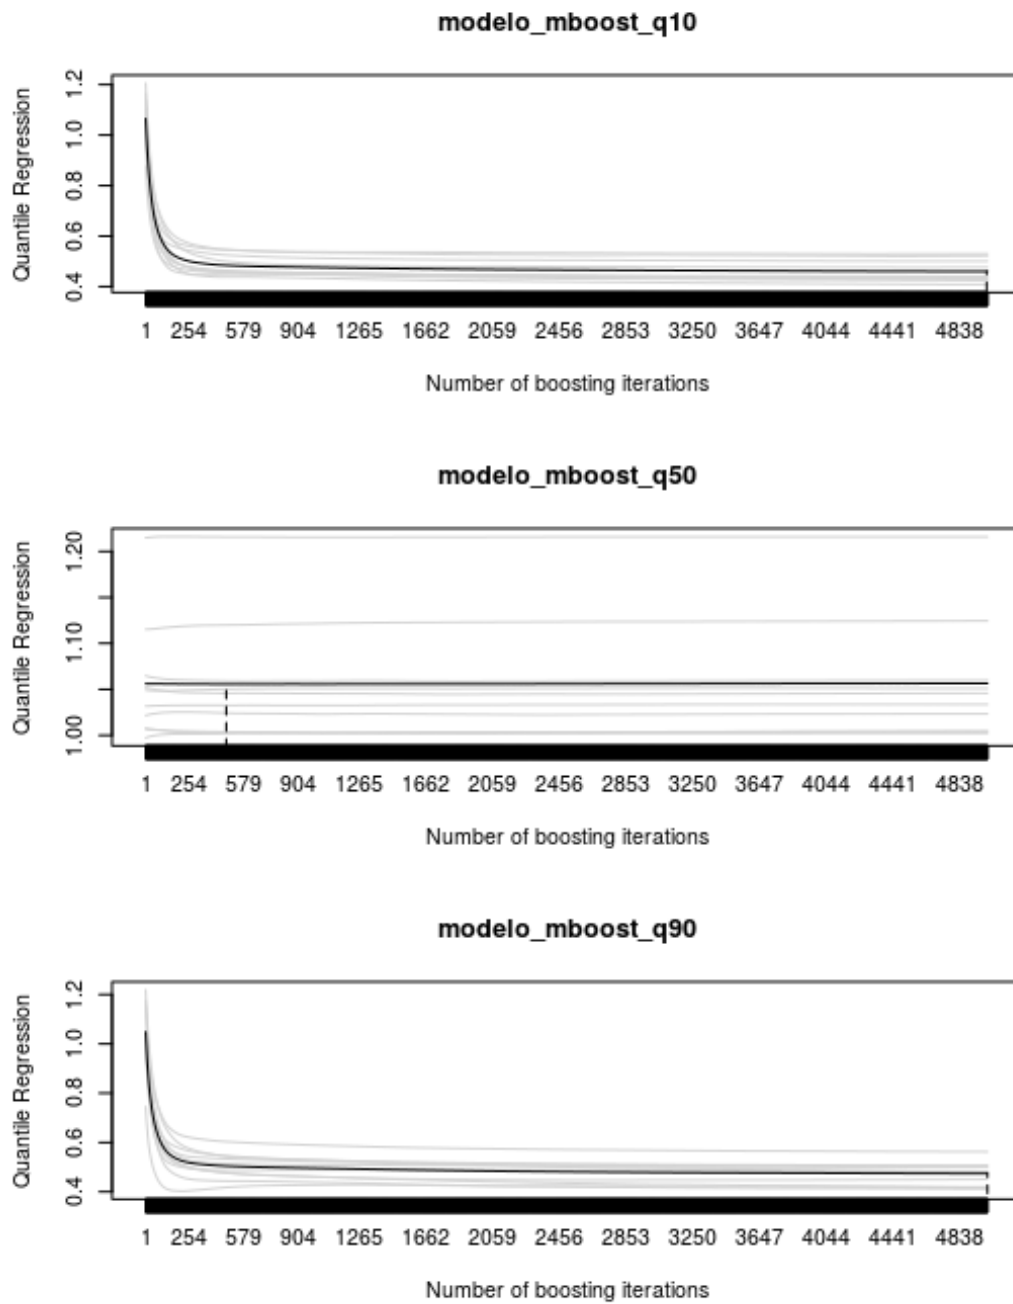 modelo_mboost_q10
Quantile Regression
1.2
1.0
0.8
0.6
0.4
1 254 579 904 1265 1662 2059 2456 2853 3250 3647 4044 4441 4838
Number of boosting iterations
modelo_mboost_q50
Quantile Regression
1.20
1.10
1.00
1 254 579 904 1265 1662 2059 2456 2853 3250 3647 4044 4441 4838
Number of boosting iterations
modelo_mboost_q90
Quantile Regression
1.2
1.0
0.8
0.6
0.4
1 254 579 904 1265 1662 2059 2456 2853 3250 3647 4044 4441 4838
Number of boosting iterations